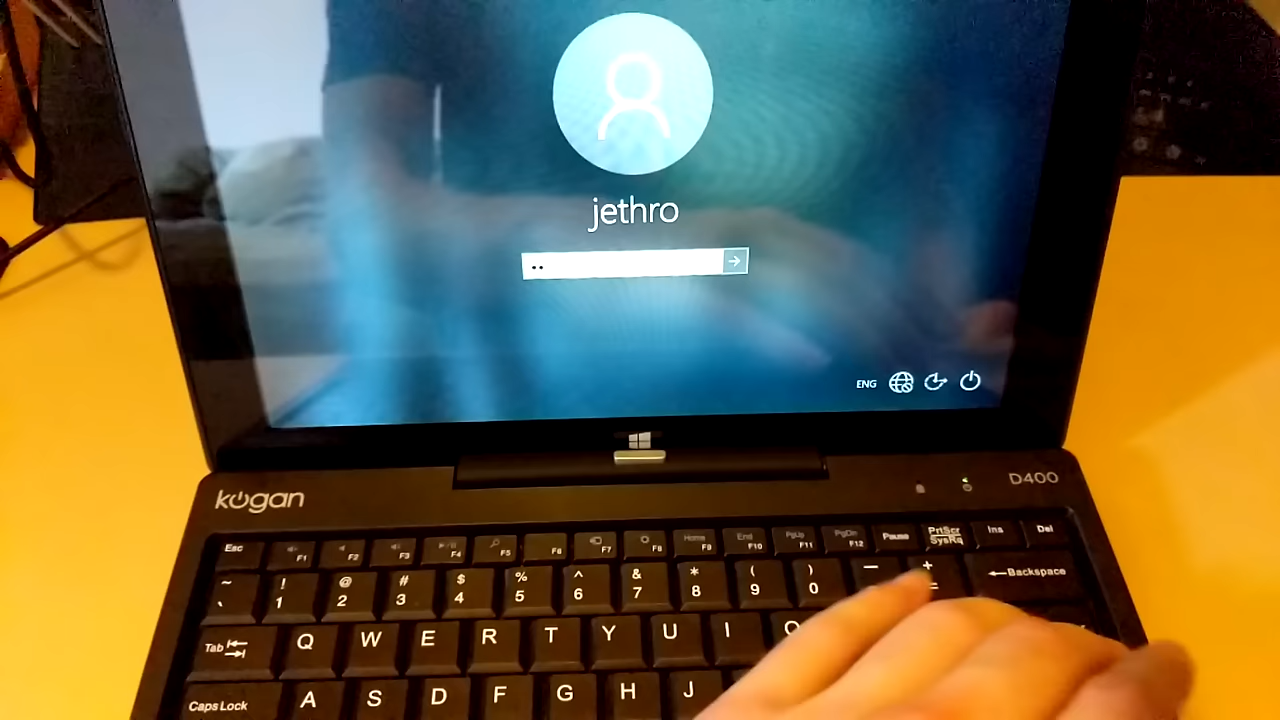 jethro
ENG
kogan
D400
Esc F1 F2 F3 F4 F5 F6 F7 Home F8 F9 End F10 PgUp F11 PgDn F12 Pause PrtScr SysRq Ins Del
~ ` ! 1 @ 2 # 3 $ 4 % 5 ^ 6 & 7 * 8 ( 9 ) 0 — + = ←Backspace
Tab Q W E R T Y U I O
Caps Lock A S D F G H J